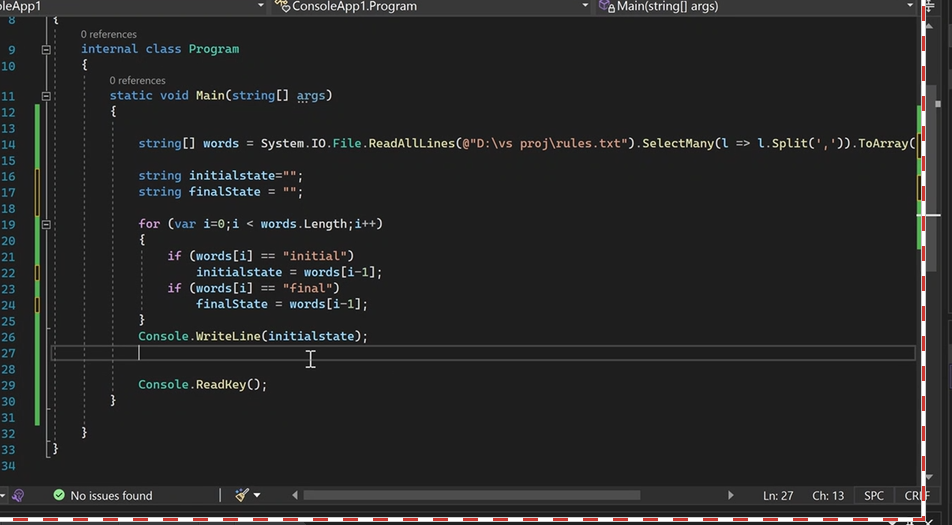 oleApp1 ConsoleApp1.Program Main(string[] args)
8 {
0 references
9 internal class Program
10 {
0 references
11 static void Main(string[] args)
12 {
13
14 string[] words = System.IO.File.ReadAllLines(@"D:\vs proj\rules.txt").SelectMany(l => l.Split(',')).ToArray(
15
16 string initialstate="";
17 string finalState = "";
18
19 for (var i=0;i < words.Length;i++)
20 {
21 if (words[i] == "initial")
22 initialstate = words[i-1];
23 if (words[i] == "final")
24 finalState = words[i-1];
25 }
26 Console.WriteLine(initialstate);
27
28
29 Console.ReadKey();
30 }
31
32 }
33 }
34
No issues found Ln: 27 Ch: 13 SPC CRLF